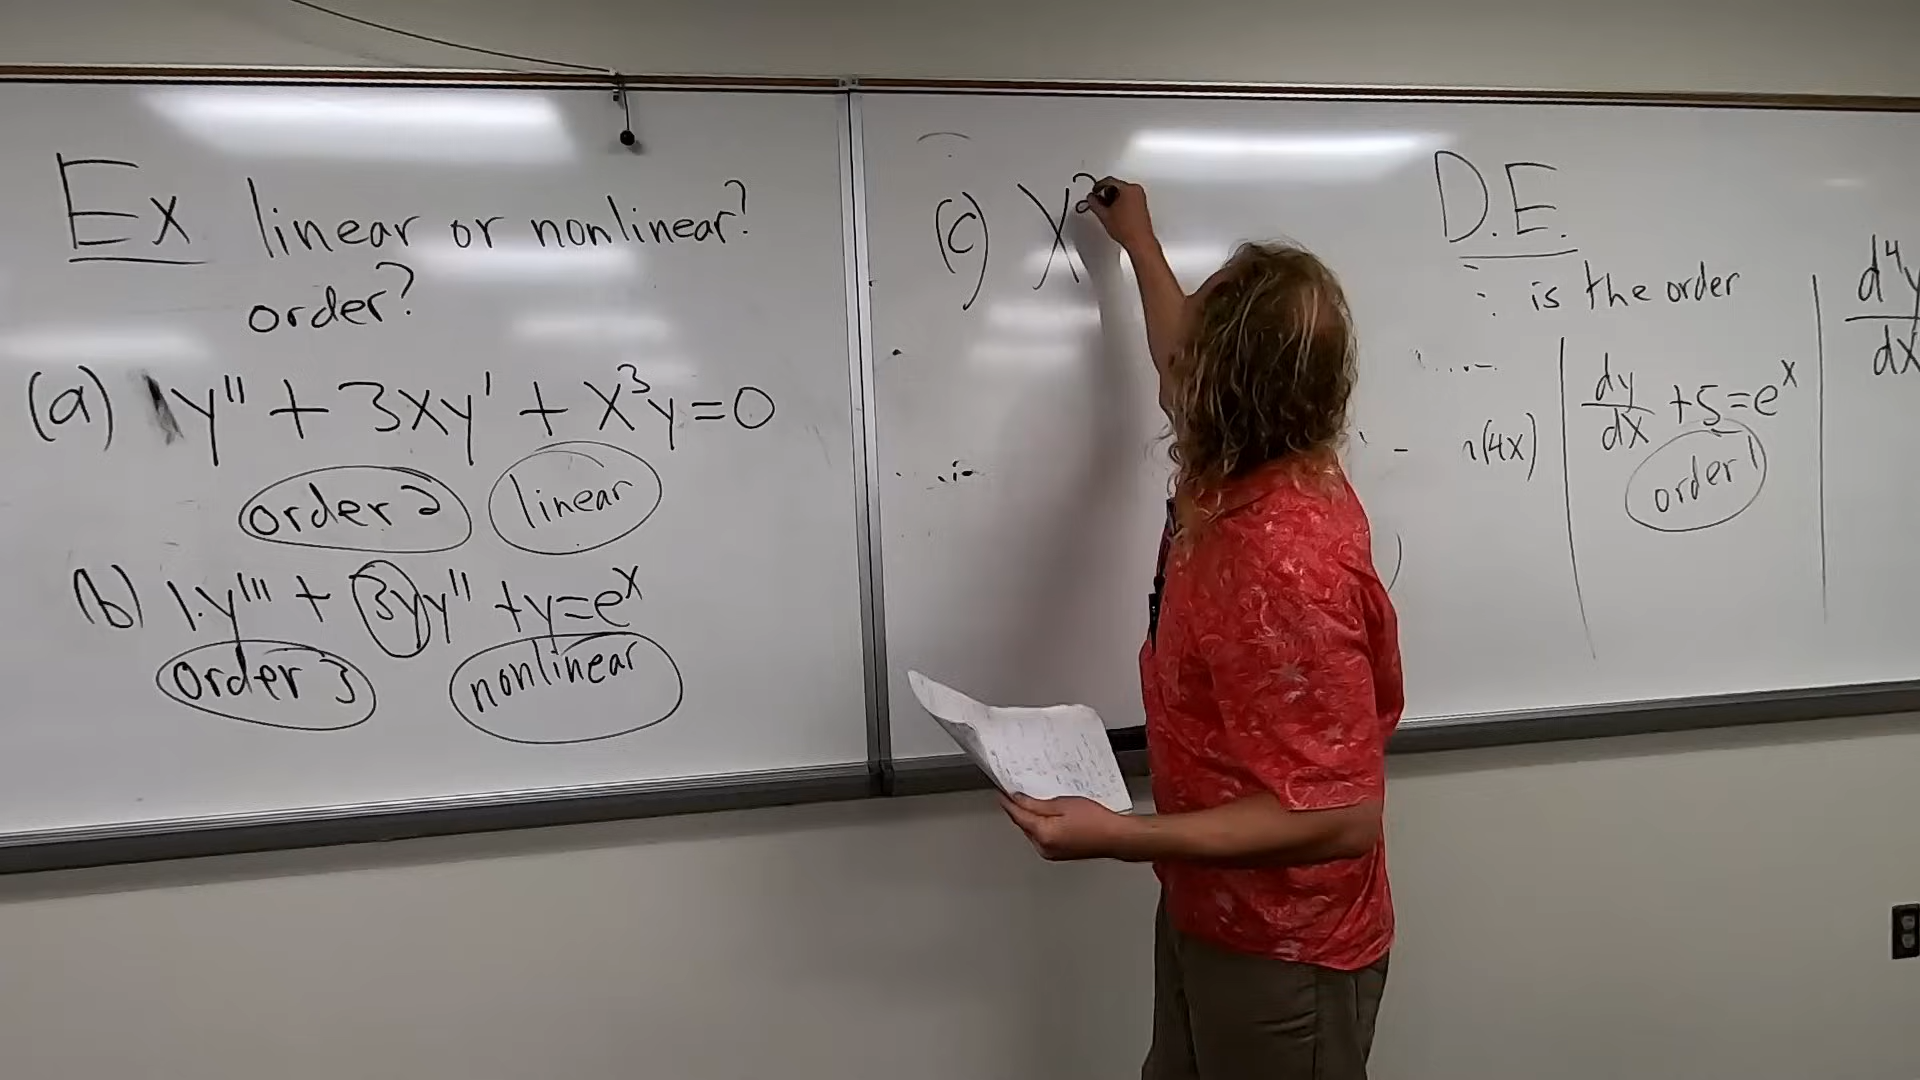 Ex linear or nonlinear?
order?
(a) 1y'' + 3xy' + x³y = 0
order 2 linear
(b) 1·y''' + 3yy'' + y = eˣ
order 3 nonlinear
(c) x²
D.E.
is the order
(4x)
dy/dx + 5 = eˣ
order 1
d⁴y
dx